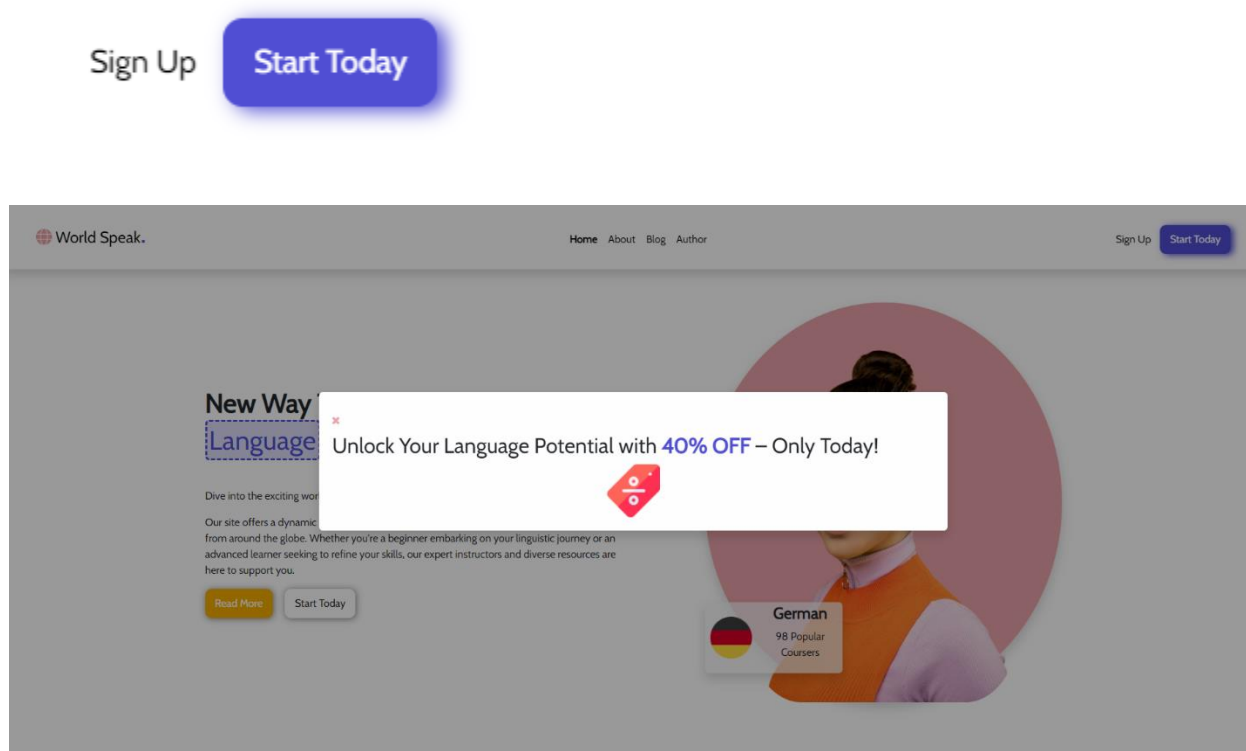 Sign Up Start Today
World Speak.
Home About Blog Author
Sign Up Start Today
New Way
Language
Unlock Your Language Potential with 40% OFF – Only Today!
Dive into the exciting
Our site offers a dynamic
from around the globe. Whether you're a beginner embarking on your linguistic journey or an
advanced learner seeking to refine your skills, our expert instructors and diverse resources are
here to support you.
Read More Start Today
German
98 Popular
Coursers